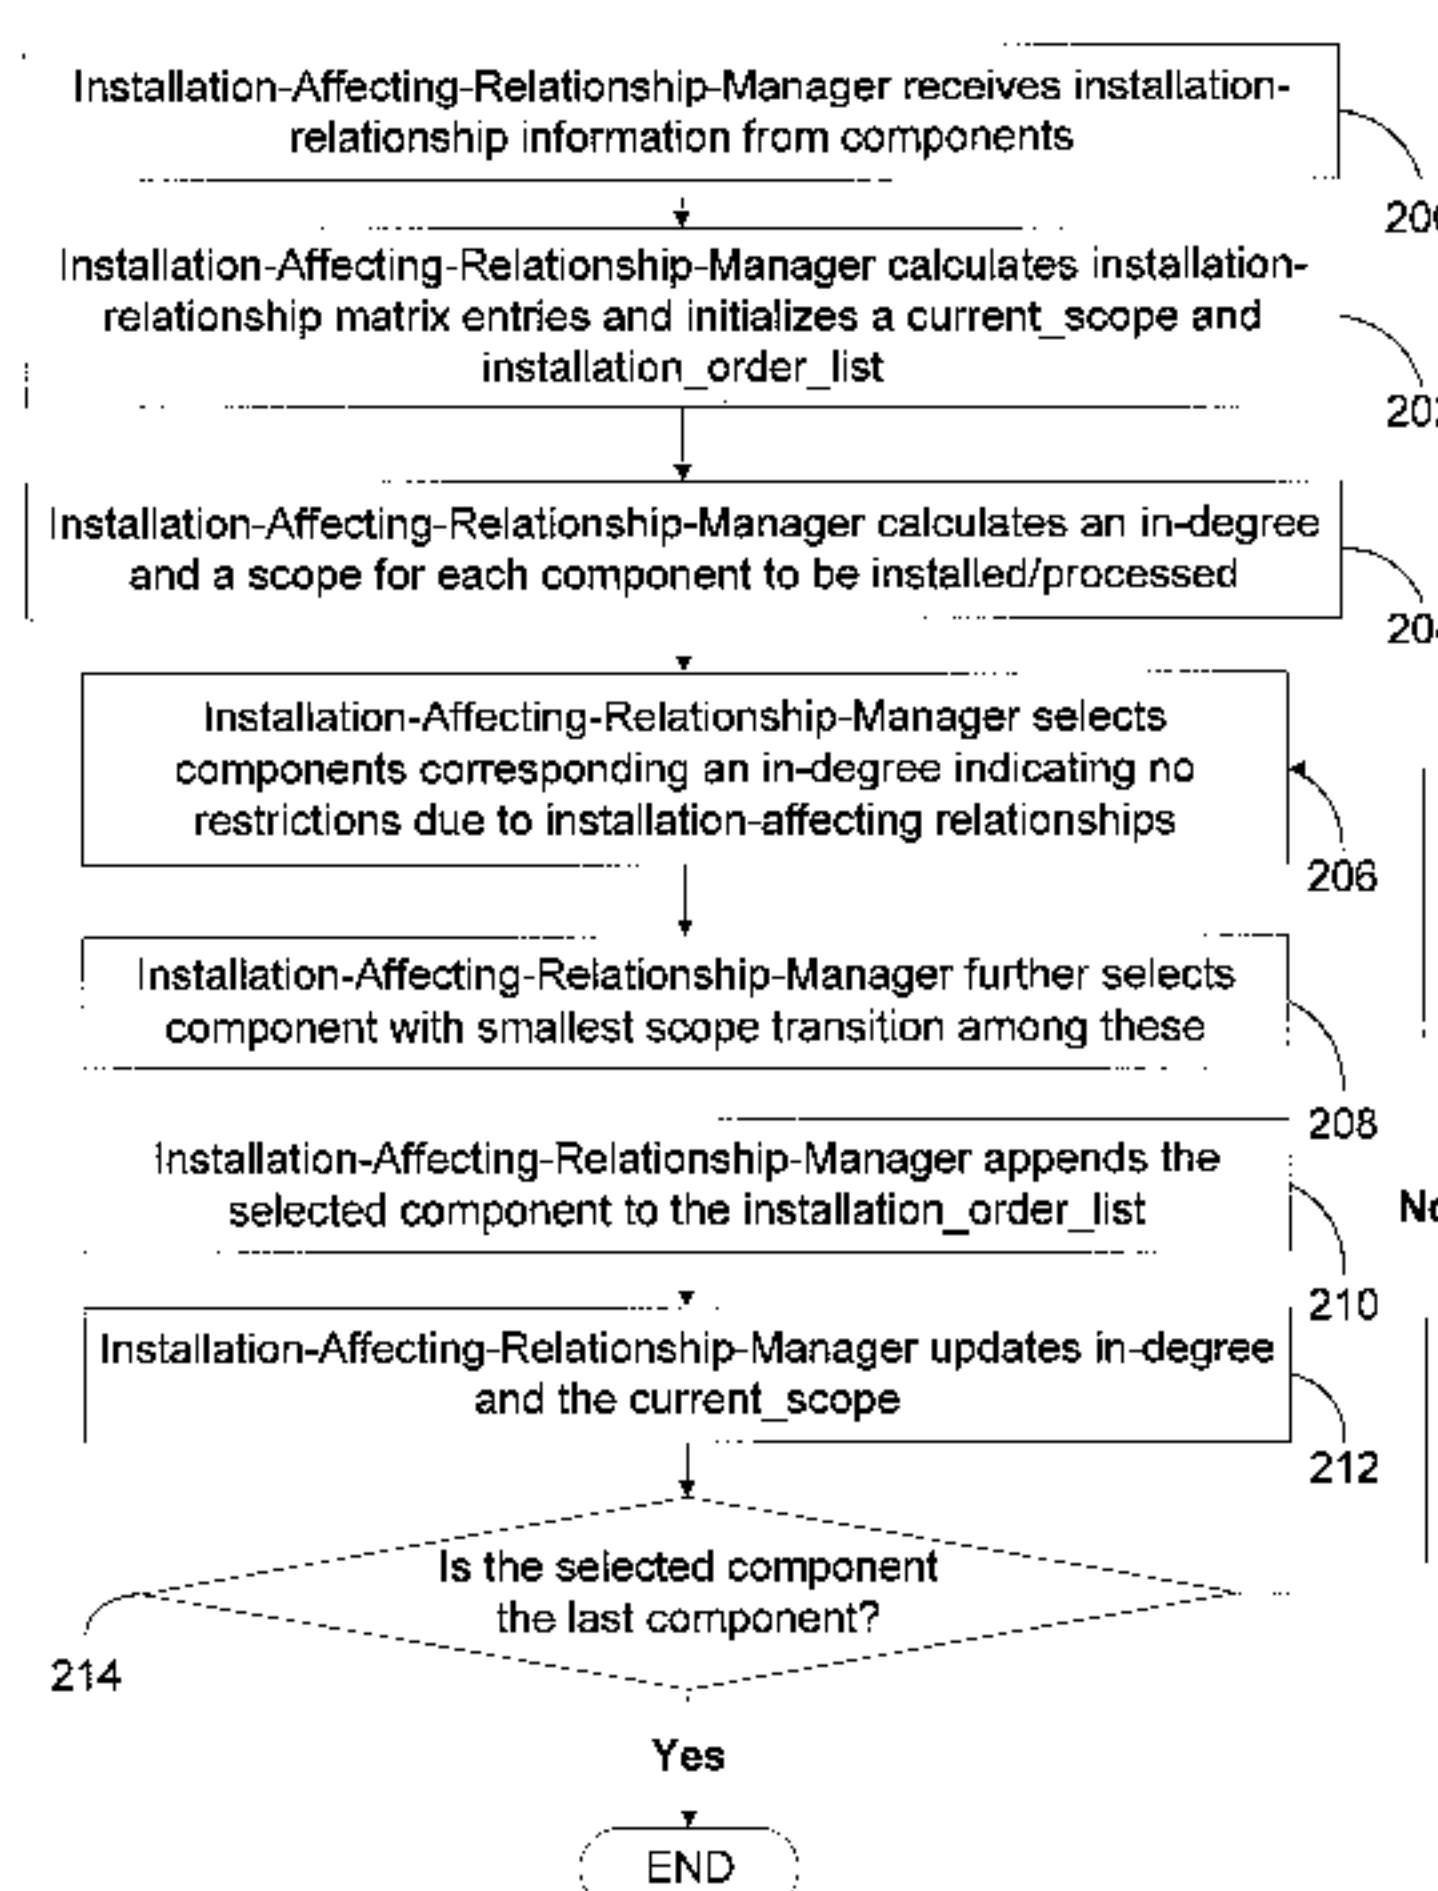 Installation-Affecting-Relationship-Manager receives installation-
relationship information from components
Installation-Affecting-Relationship-Manager calculates installation-
relationship matrix entries and initializes a current_scope and
installation_order_list
Installation-Affecting-Relationship-Manager calculates an in-degree
and a scope for each component to be installed/processed
Installation-Affecting-Relationship-Manager selects
components corresponding an in-degree indicating no
restrictions due to installation-affecting relationships
206
Installation-Affecting-Relationship-Manager further selects
component with smallest scope transition among these
208
Installation-Affecting-Relationship-Manager appends the
selected component to the installation_order_list
210
Installation-Affecting-Relationship-Manager updates in-degree
and the current_scope
212
Is the selected component
the last component?
214
Yes
END